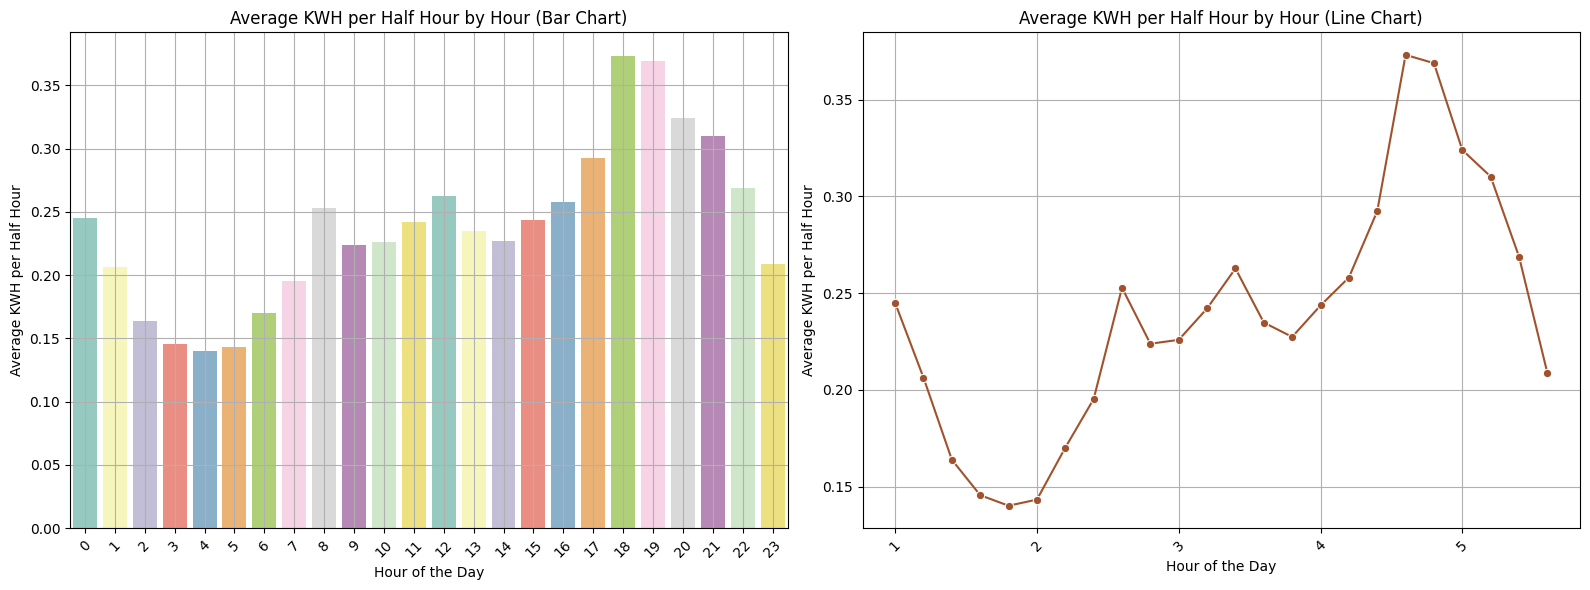 Average KWH per Half Hour by Hour (Bar Chart)
Average KWH per Half Hour
0.35
0.30
0.25
0.20
0.15
0.10
0.05
0.00
0 1 2 3 4 5 6 7 8 9 10 11 12 13 14 15 16 17 18 19 20 21 22 23
Hour of the Day
Average KWH per Half Hour by Hour (Line Chart)
Average KWH per Half Hour
0.35
0.30
0.25
0.20
0.15
1 2 3 4 5
Hour of the Day